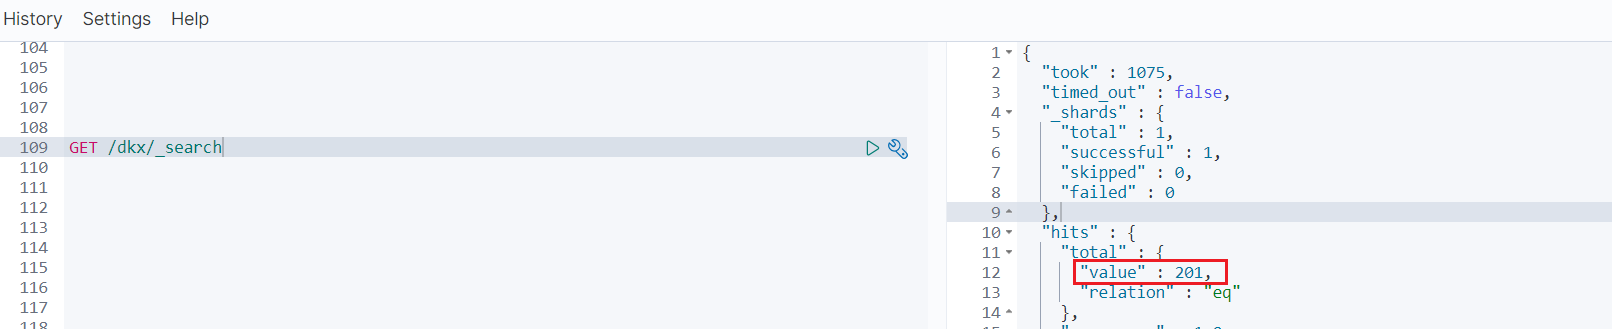 History Settings Help
104
105
106
107
108
109 GET /dkx/_search
110
111
112
113
114
115
116
117
118
1 {
2 "took" : 1075,
3 "timed_out" : false,
4 "_shards" : {
5 "total" : 1,
6 "successful" : 1,
7 "skipped" : 0,
8 "failed" : 0
9 },
10 "hits" : {
11 "total" : {
12 "value" : 201,
13 "relation" : "eq"
14 },